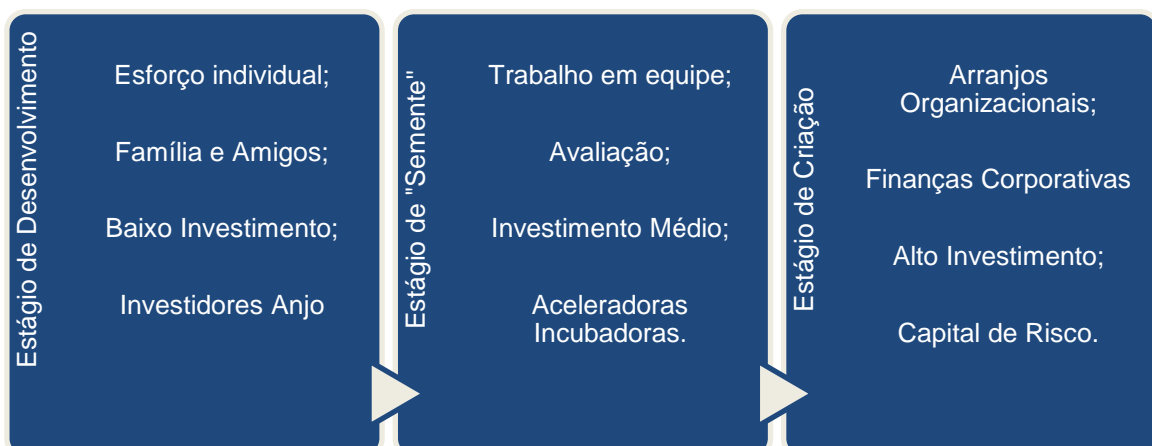 Estágio de Desenvolvimento
Esforço individual;
Família e Amigos;
Baixo Investimento;
Investidores Anjo
Estágio de "Semente"
Trabalho em equipe;
Avaliação;
Investimento Médio;
Aceleradoras
Incubadoras.
Estágio de Criação
Arranjos
Organizacionais;
Finanças Corporativas
Alto Investimento;
Capital de Risco.